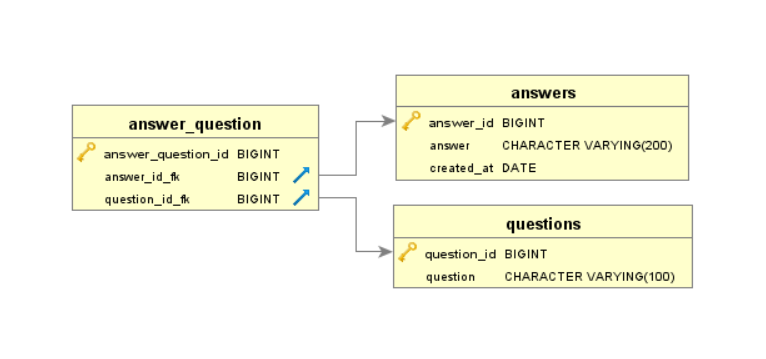 answer_question
answer_question_id BIGINT
answer_id_fk BIGINT
question_id_fk BIGINT
answers
answer_id BIGINT
answer CHARACTER VARYING(200)
created_at DATE
questions
question_id BIGINT
question CHARACTER VARYING(100)